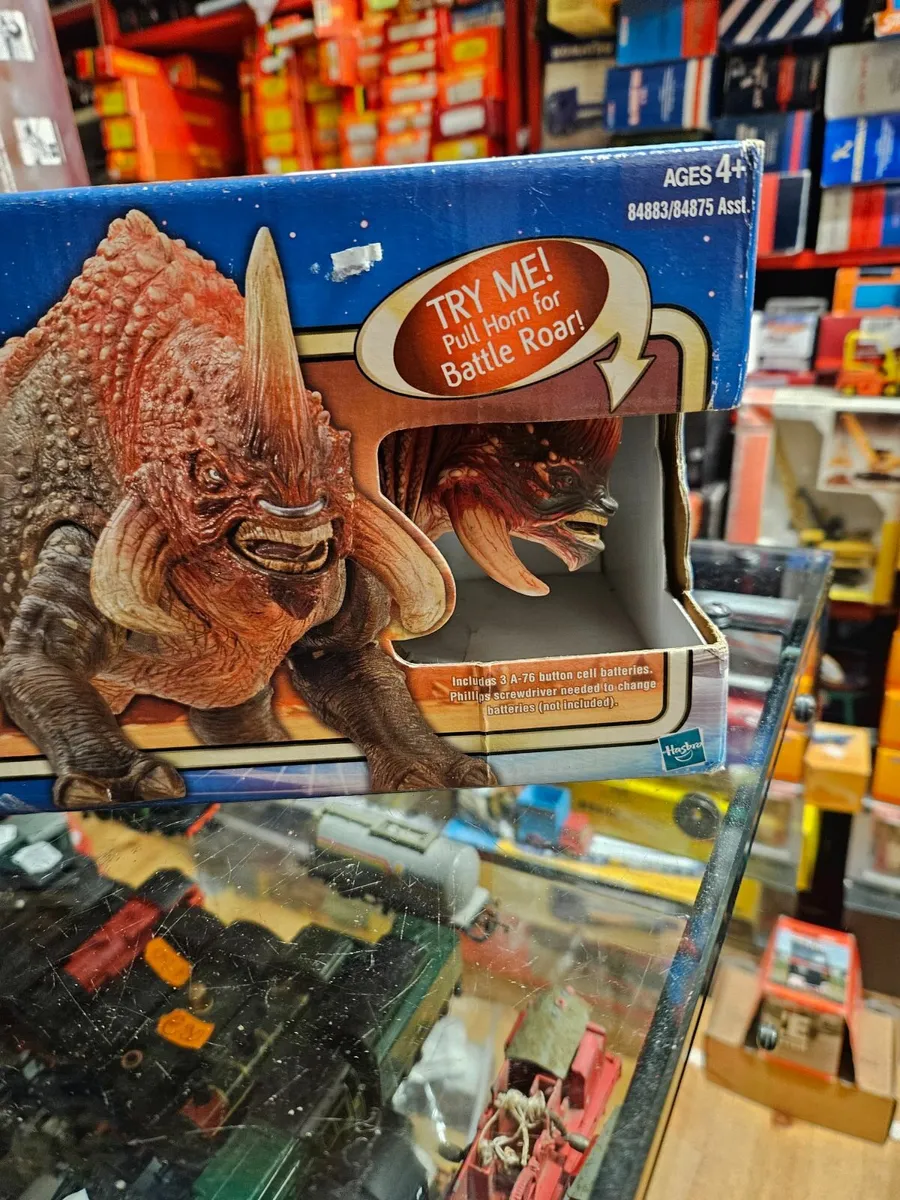 AGES 4+
84883/84875 Asst.
TRY ME!
Pull Horn for
Battle Roar!
Includes 3 A-76 button cell batteries.
Phillips screwdriver needed to change
batteries (not included).
Hasbro